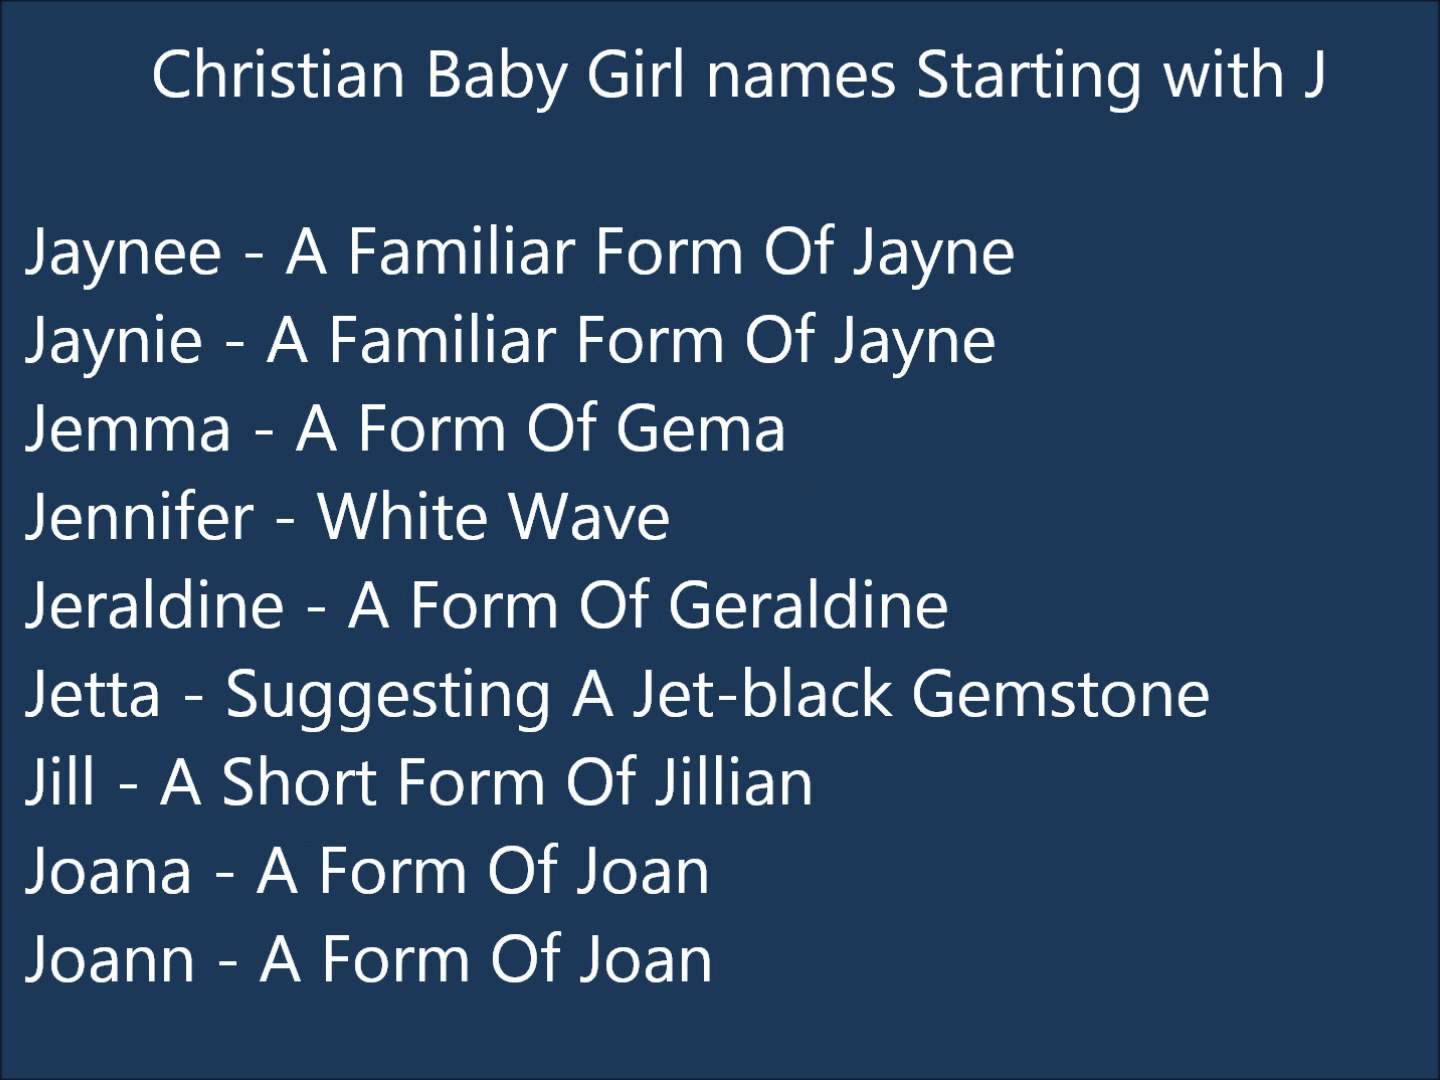 Christian Baby Girl names Starting with J
Jaynee - A Familiar Form Of Jayne
Jaynie - A Familiar Form Of Jayne
Jemma - A Form Of Gema
Jennifer - White Wave
Jeraldine - A Form Of Geraldine
Jetta - Suggesting A Jet-black Gemstone
Jill - A Short Form Of Jillian
Joana - A Form Of Joan
Joann - A Form Of Joan